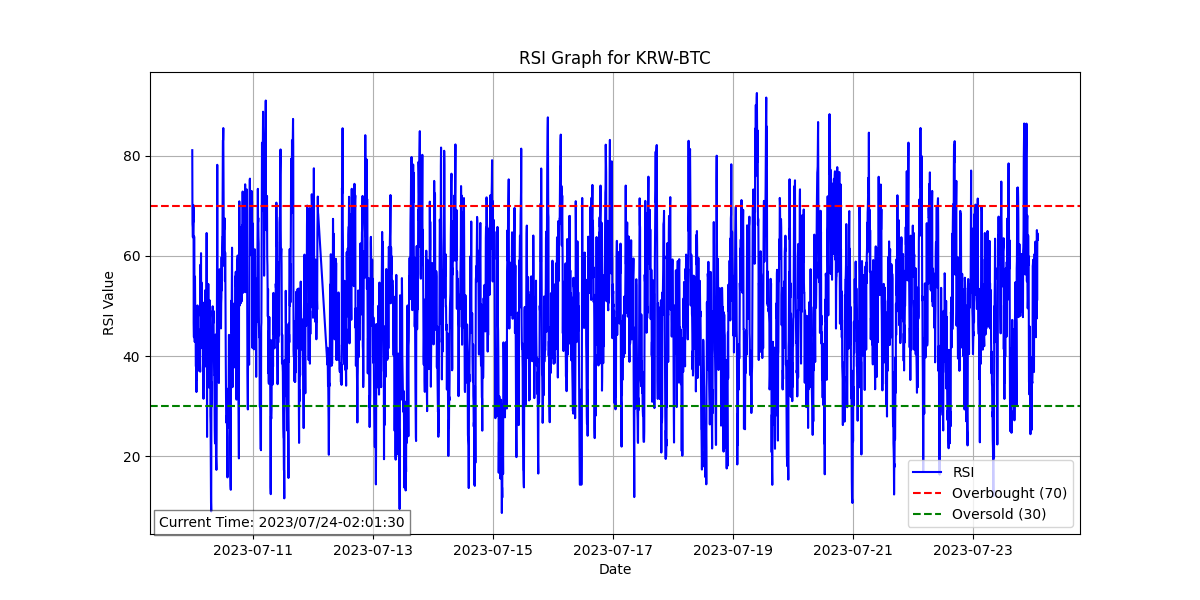 RSI Graph for KRW-BTC
RSI Value
80
60
40
20
RSI
Overbought (70)
Oversold (30)
Current Time: 2023/07/24-02:01:30
2023-07-11 2023-07-13 2023-07-15 2023-07-17 2023-07-19 2023-07-21 2023-07-23
Date